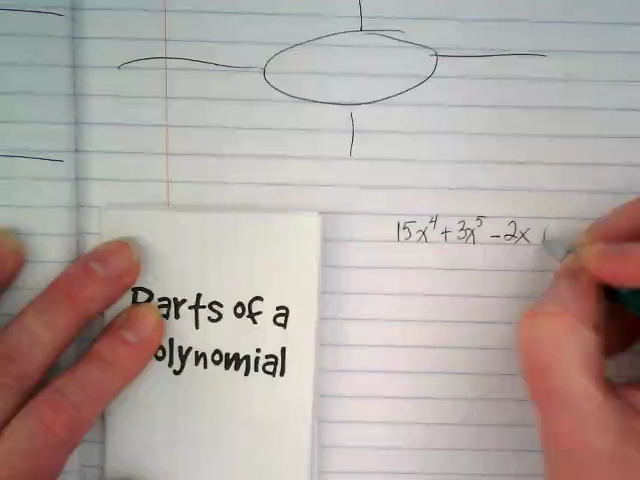 15x⁴ + 3x⁵ - 2x
Parts of a
Polynomial